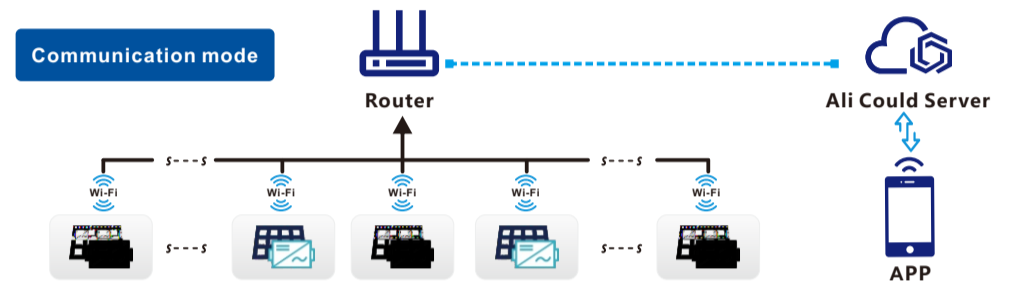 Communication mode
Router
Ali Could Server
S---S
S---S
Wi-Fi
Wi-Fi
Wi-Fi
Wi-Fi
Wi-Fi
S---S
S---S
APP